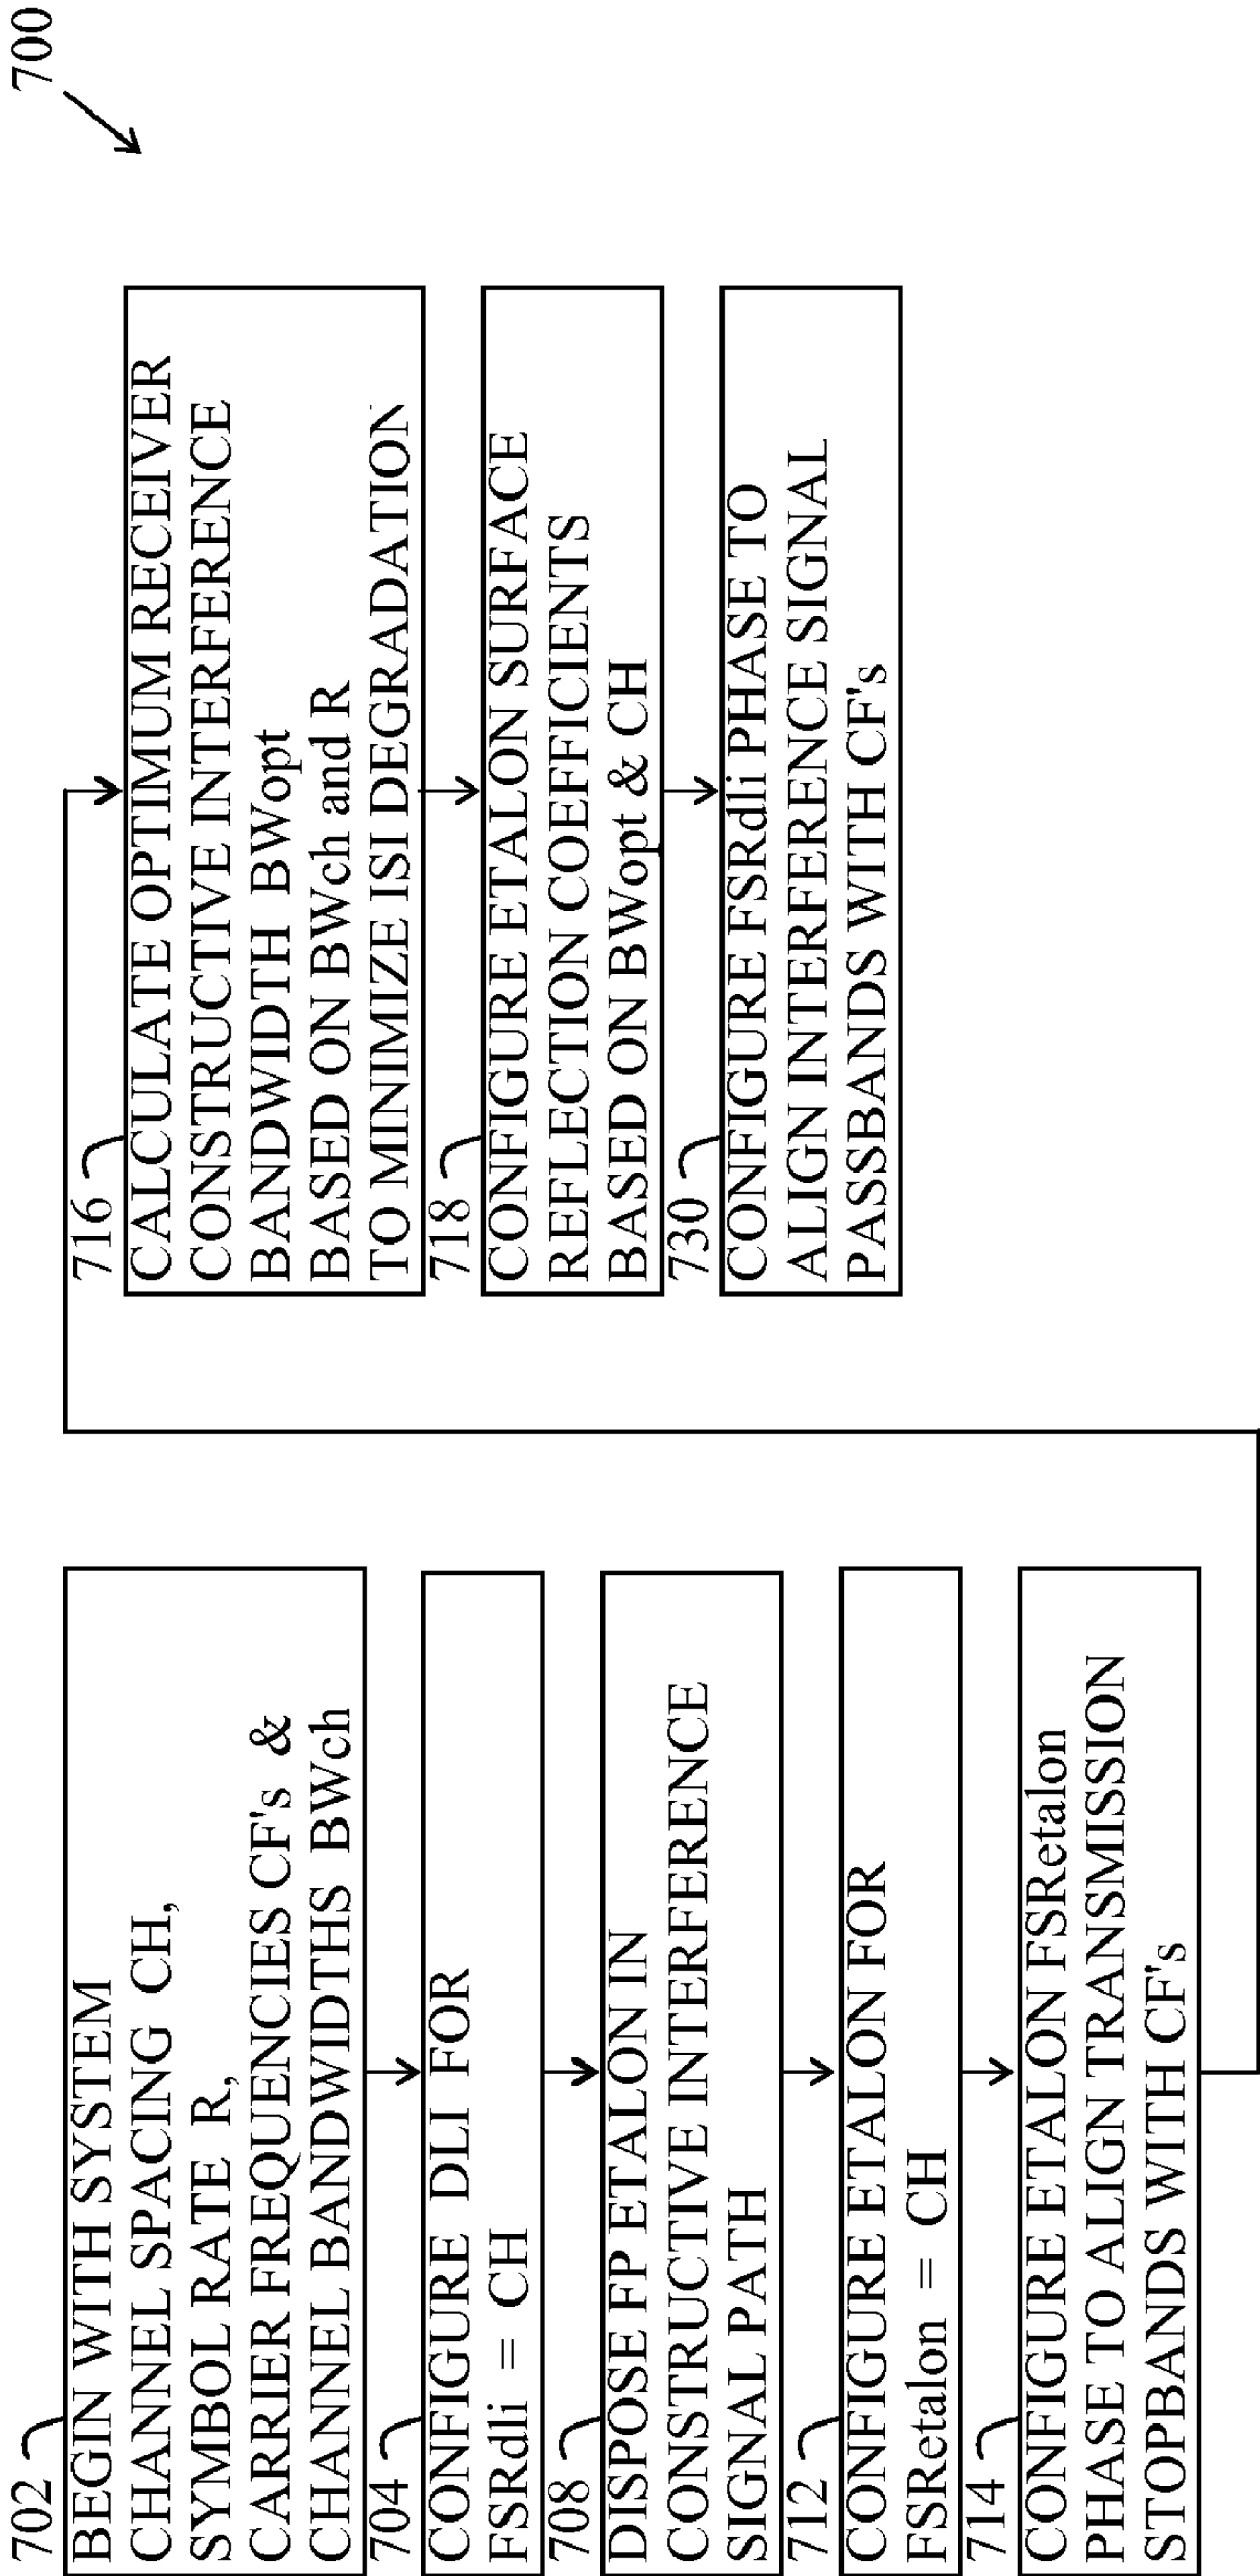 700
702
BEGIN WITH SYSTEM
CHANNEL SPACING CH,
SYMBOL RATE R,
CARRIER FREQUENCIES CF's &
CHANNEL BANDWIDTHS BWch
704
CONFIGURE DLI FOR
FSRdli = CH
708
DISPOSE FP ETALON IN
CONSTRUCTIVE INTERFERENCE
SIGNAL PATH
712
CONFIGURE ETALON FOR
FSRetalon = CH
714
CONFIGURE ETALON FSRetalon
PHASE TO ALIGN TRANSMISSION
STOPBANDS WITH CF's
716
CALCULATE OPTIMUM RECEIVER
CONSTRUCTIVE INTERFERENCE
BANDWIDTH BWopt
BASED ON BWch and R
TO MINIMIZE ISI DEGRADATION
718
CONFIGURE ETALON SURFACE
REFLECTION COEFFICIENTS
BASED ON BWopt & CH
730
CONFIGURE FSRdli PHASE TO
ALIGN INTERFERENCE SIGNAL
PASSBANDS WITH CF's